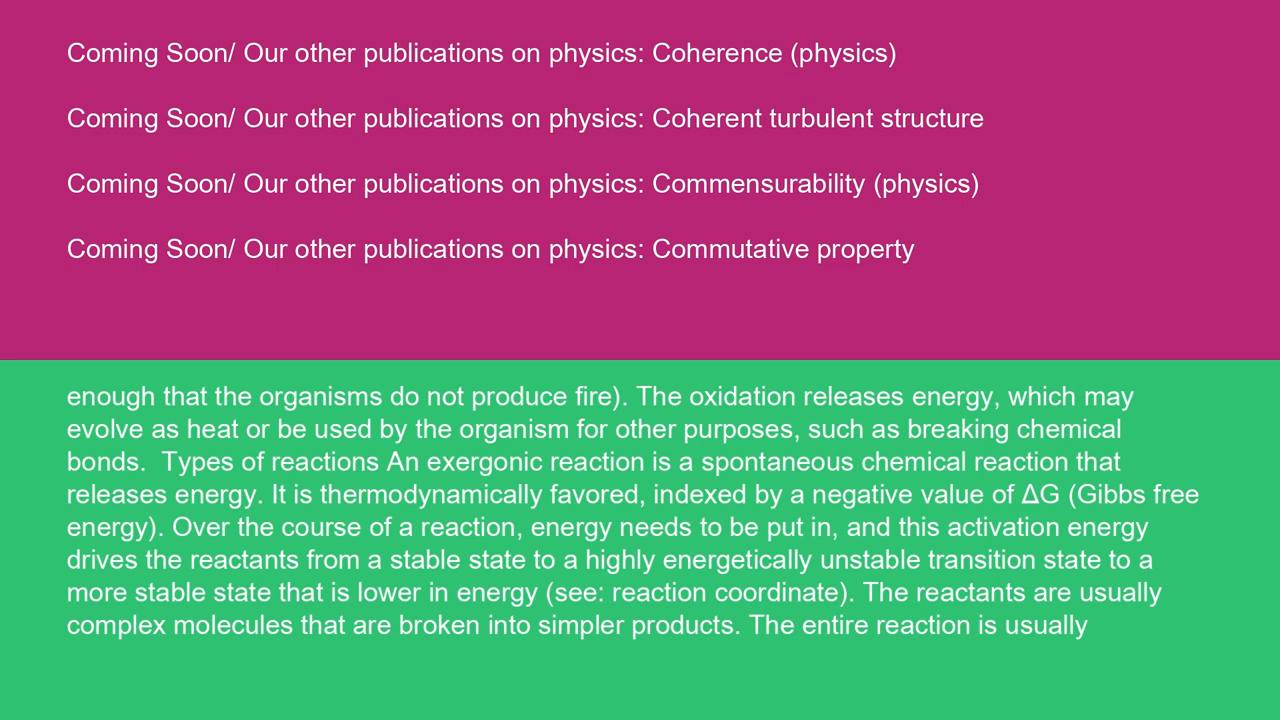 Coming Soon/ Our other publications on physics: Coherence (physics)
Coming Soon/ Our other publications on physics: Coherent turbulent structure
Coming Soon/ Our other publications on physics: Commensurability (physics)
Coming Soon/ Our other publications on physics: Commutative property
enough that the organisms do not produce fire). The oxidation releases energy, which may
evolve as heat or be used by the organism for other purposes, such as breaking chemical
bonds.  Types of reactions An exergonic reaction is a spontaneous chemical reaction that
releases energy. It is thermodynamically favored, indexed by a negative value of ΔG (Gibbs free
energy). Over the course of a reaction, energy needs to be put in, and this activation energy
drives the reactants from a stable state to a highly energetically unstable transition state to a
more stable state that is lower in energy (see: reaction coordinate). The reactants are usually
complex molecules that are broken into simpler products. The entire reaction is usually